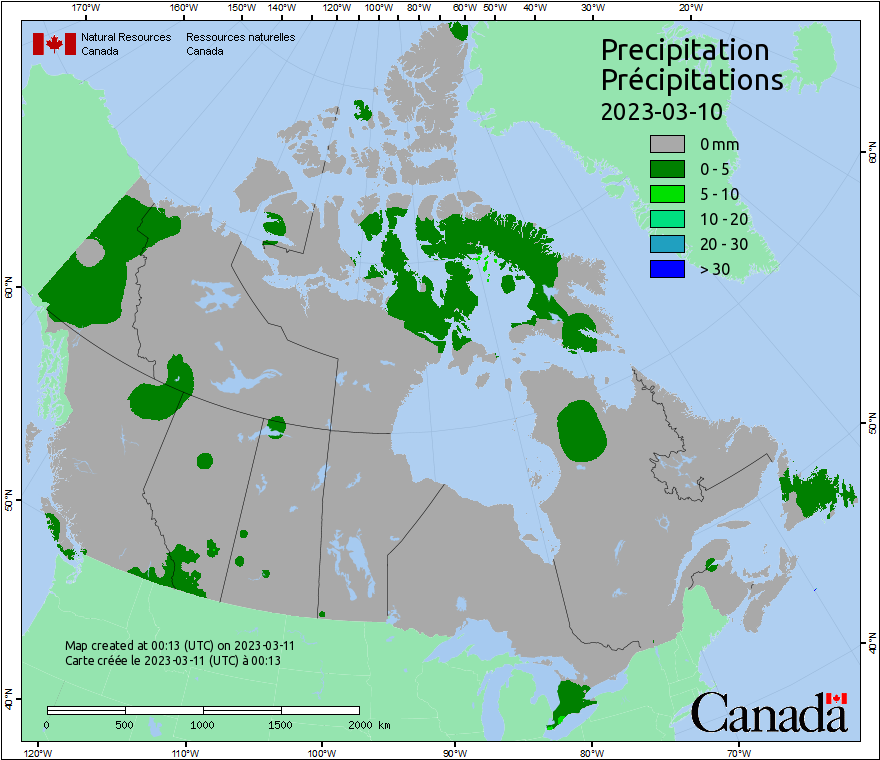 170°W 160°W 150°W 140°W 130°W 120°W 110°W 100°W 90°W 80°W 70°W 60°W 50°W 40°W 30°W 20°W
Natural Resources Ressources naturelles
Canada Canada
Precipitation
Précipitations
2023-03-10
0 mm
0 - 5
5 - 10
10 - 20
20 - 30
> 30
60°N
60°N
50°N
50°N
40°N
40°N
Map created at 00:13 (UTC) on 2023-03-11
Carte créée le 2023-03-11 (UTC) à 00:13
0 500 1000 1500 2000 km
Canada
120°W 110°W 100°W 90°W 80°W 70°W